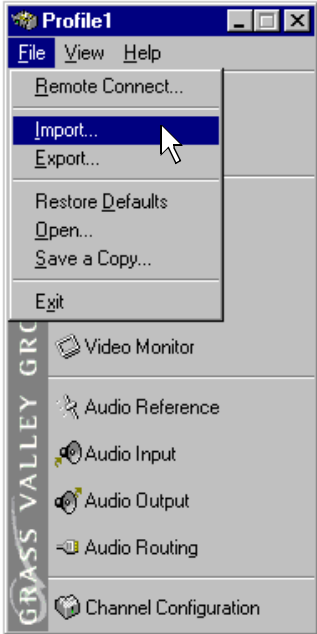 Profile1
File View Help
Remote Connect...
Import...
Export...
Restore Defaults
Open...
Save a Copy...
Exit
Video Monitor
Audio Reference
Audio Input
Audio Output
Audio Routing
Channel Configuration
GRASS VALLEY GRO